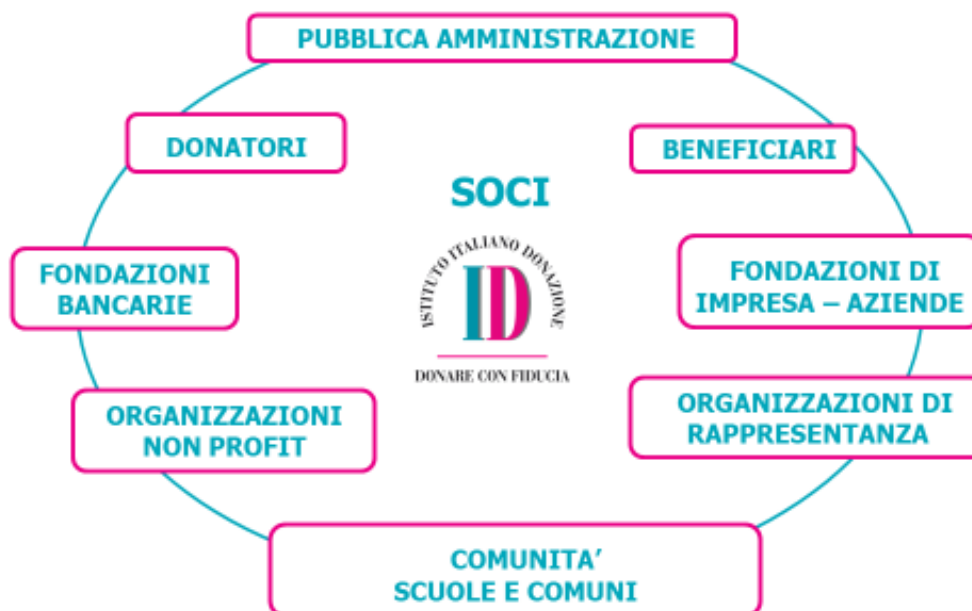 PUBBLICA AMMINISTRAZIONE
DONATORI
BENEFICIARI
SOCI
ISTITUTO ITALIANO DONAZIONE
IID
DONARE CON FIDUCIA
FONDAZIONI
BANCARIE
FONDAZIONI DI
IMPRESA – AZIENDE
ORGANIZZAZIONI
NON PROFIT
ORGANIZZAZIONI DI
RAPPRESENTANZA
COMUNITA’
SCUOLE E COMUNI